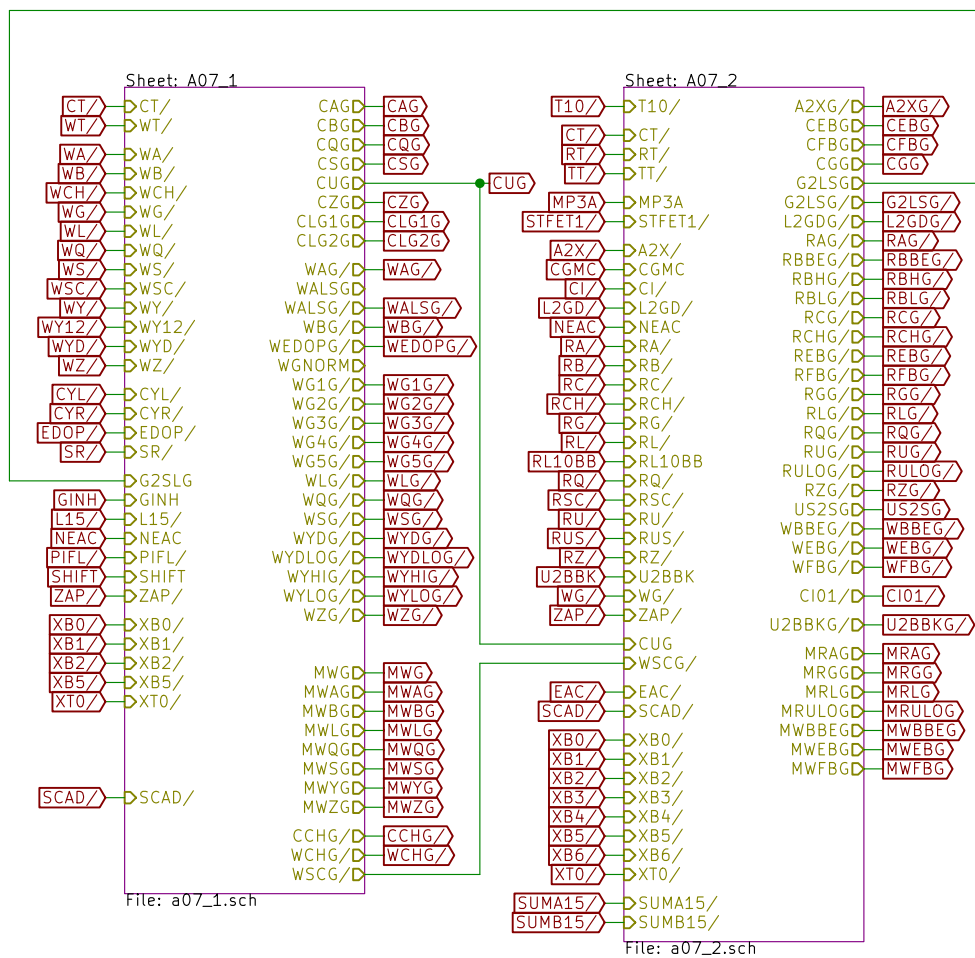 Sheet: A07_1
CT/ CT/ CAG CAG
WT/ WT/ CBG CBG
CQG CQG
WA/ WA/ CSG CSG
WB/ WB/ CUG CUG
WCH/ WCH/ CZG CZG
WG/ WG/ CLG1G CLG1G
WL/ WL/ CLG2G CLG2G
WQ/ WQ/
WS/ WS/ WAG/ WAG/
WSC/ WSC/ WALSG
WY/ WY/ WALSG/ WALSG/
WY12/ WY12/ WBG/ WBG/
WYD/ WYD/ WEDOPG/ WEDOPG/
WZ/ WZ/ WGNORM
WG1G/ WG1G/
CYL/ CYL/ WG2G/ WG2G/
CYR/ CYR/ WG3G/ WG3G/
EDOP/ EDOP/ WG4G/ WG4G/
SR/ SR/ WG5G/ WG5G/
G2SLG WLG/ WLG/
GINH GINH WQG/ WQG/
L15/ L15/ WSG/ WSG/
NEAC NEAC WYDG/ WYDG/
PIFL/ PIFL/ WYDLOG/ WYDLOG/
SHIFT SHIFT WYHIG/ WYHIG/
ZAP/ ZAP/ WYLOG/ WYLOG/
WZG/ WZG/
XB0/ XB0/
XB1/ XB1/
XB2/ XB2/ MWG MWG
XB5/ XB5/ MWAG MWAG
XT0/ XT0/ MWBG MWBG
MWLG MWLG
MWQG MWQG
MWSG MWSG
MWYG MWYG
SCAD/ SCAD/ MWZG MWZG
CCHG/ CCHG/
WCHG/ WCHG/
WSCG/
File: a07_1.sch
Sheet: A07_2
T10/ T10/ A2XG/ A2XG/
CEBG CEBG
CT/ CT/ CFBG CFBG
RT/ RT/ CGG CGG
TT/ TT/ G2LSG
MP3A MP3A G2LSG/ G2LSG/
STFET1/ STFET1/ L2GDG/ L2GDG/
RAG/ RAG/
A2X/ A2X/ RBBEG/ RBBEG/
CGMC CGMC RBHG/ RBHG/
CI/ CI/ RBLG/ RBLG/
L2GD/ L2GD/ RCG/ RCG/
NEAC NEAC RCHG/ RCHG/
RA/ RA/ REBG/ REBG/
RB/ RB/ RFBG/ RFBG/
RC/ RC/ RGG/ RGG/
RCH/ RCH/ RLG/ RLG/
RG/ RG/ RQG/ RQG/
RL/ RL/ RUG/ RUG/
RL10BB RL10BB RULOG/ RULOG/
RQ/ RQ/ RZG/ RZG/
RSC/ RSC/ US2SG US2SG
RU/ RU/ WBBEG/ WBBEG/
RUS/ RUS/ WEBG/ WEBG/
RZ/ RZ/ WFBG/ WFBG/
U2BBK U2BBK
WG/ WG/ CI01/ CI01/
ZAP/ ZAP/
U2BBKG/ U2BBKG/
CUG MRAG MRAG
WSCG/ MRGG MRGG
EAC/ EAC/ MRLG MRLG
SCAD/ SCAD/ MRULOG MRULOG
MWBBEG MWBBEG
XB0/ XB0/ MWEBG MWEBG
XB1/ XB1/ MWFBG MWFBG
XB2/ XB2/
XB3/ XB3/
XB4/ XB4/
XB5/ XB5/
XB6/ XB6/
XT0/ XT0/
SUMA15/ SUMA15/
SUMB15/ SUMB15/
File: a07_2.sch